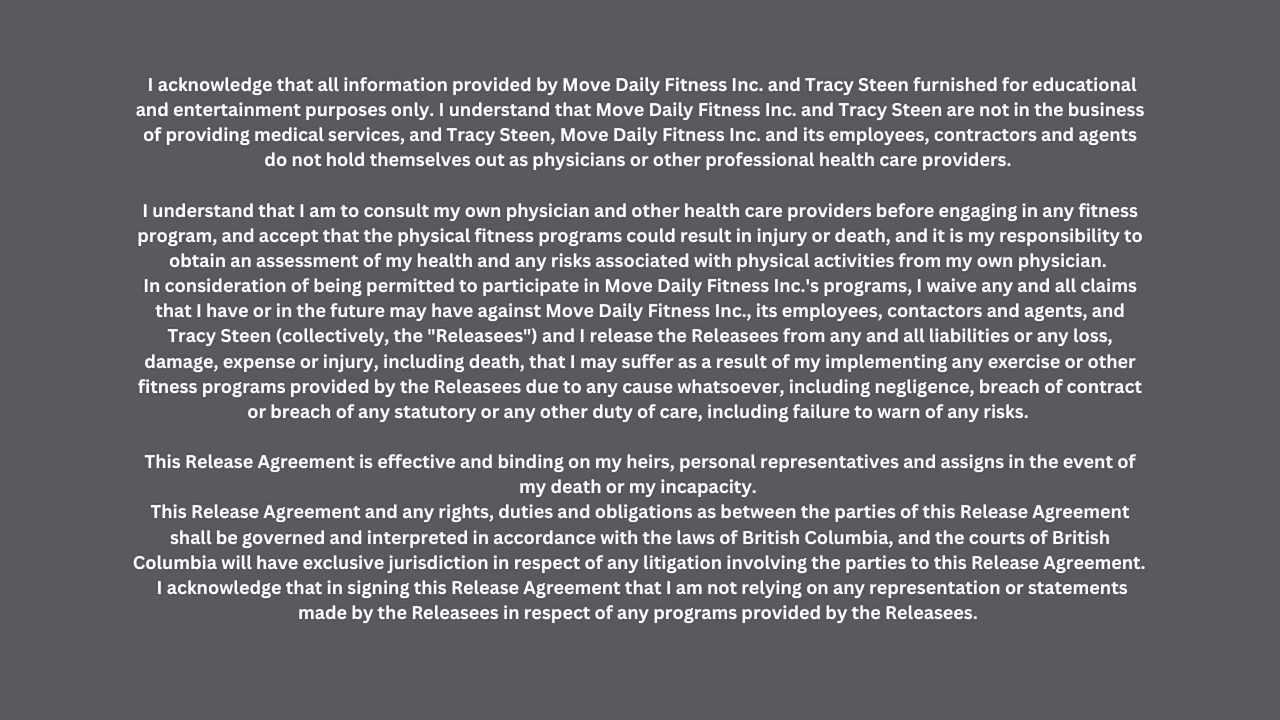 I acknowledge that all information provided by Move Daily Fitness Inc. and Tracy Steen furnished for educational
and entertainment purposes only. I understand that Move Daily Fitness Inc. and Tracy Steen are not in the business
of providing medical services, and Tracy Steen, Move Daily Fitness Inc. and its employees, contractors and agents
do not hold themselves out as physicians or other professional health care providers.
I understand that I am to consult my own physician and other health care providers before engaging in any fitness
program, and accept that the physical fitness programs could result in injury or death, and it is my responsibility to
obtain an assessment of my health and any risks associated with physical activities from my own physician.
In consideration of being permitted to participate in Move Daily Fitness Inc.'s programs, I waive any and all claims
that I have or in the future may have against Move Daily Fitness Inc., its employees, contactors and agents, and
Tracy Steen (collectively, the "Releasees") and I release the Releasees from any and all liabilities or any loss,
damage, expense or injury, including death, that I may suffer as a result of my implementing any exercise or other
fitness programs provided by the Releasees due to any cause whatsoever, including negligence, breach of contract
or breach of any statutory or any other duty of care, including failure to warn of any risks.
This Release Agreement is effective and binding on my heirs, personal representatives and assigns in the event of
my death or my incapacity.
This Release Agreement and any rights, duties and obligations as between the parties of this Release Agreement
shall be governed and interpreted in accordance with the laws of British Columbia, and the courts of British
Columbia will have exclusive jurisdiction in respect of any litigation involving the parties to this Release Agreement.
I acknowledge that in signing this Release Agreement that I am not relying on any representation or statements
made by the Releasees in respect of any programs provided by the Releasees.